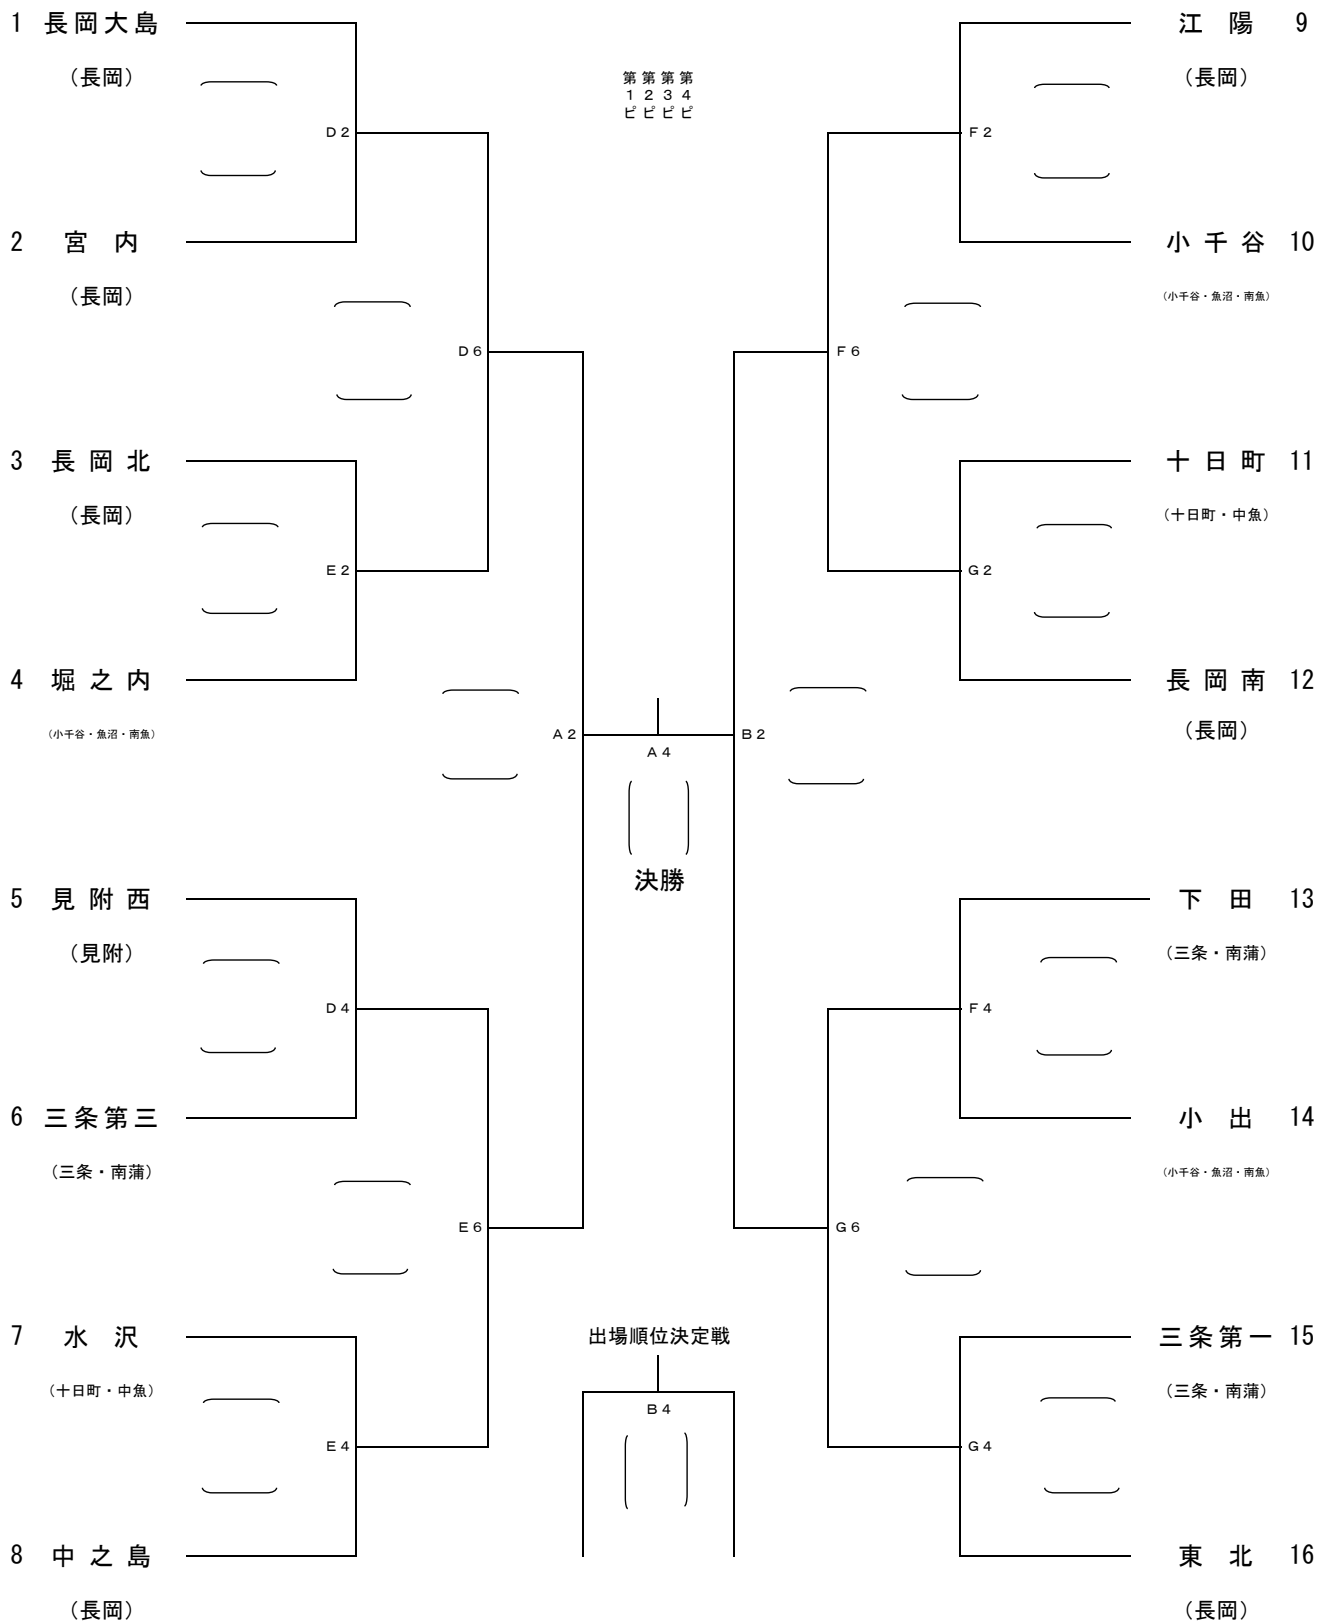 1 長岡大島
（長岡）
D2
2 宮内
（長岡）
D6
3 長岡北
（長岡）
E2
4 堀之内
（小千谷・魚沼・南魚）
A2
5 見附西
（見附）
D4
6 三条第三
（三条・南蒲）
E6
7 水沢
（十日町・中魚）
E4
8 中之島
（長岡）
第1ピ
第2ピ
第3ピ
第4ピ
A4
決勝
出場順位決定戦
B4
江陽 9
（長岡）
F2
小千谷 10
（小千谷・魚沼・南魚）
F6
十日町 11
（十日町・中魚）
G2
長岡南 12
（長岡）
B2
下田 13
（三条・南蒲）
F4
小出 14
（小千谷・魚沼・南魚）
G6
三条第一 15
（三条・南蒲）
G4
東北 16
（長岡）